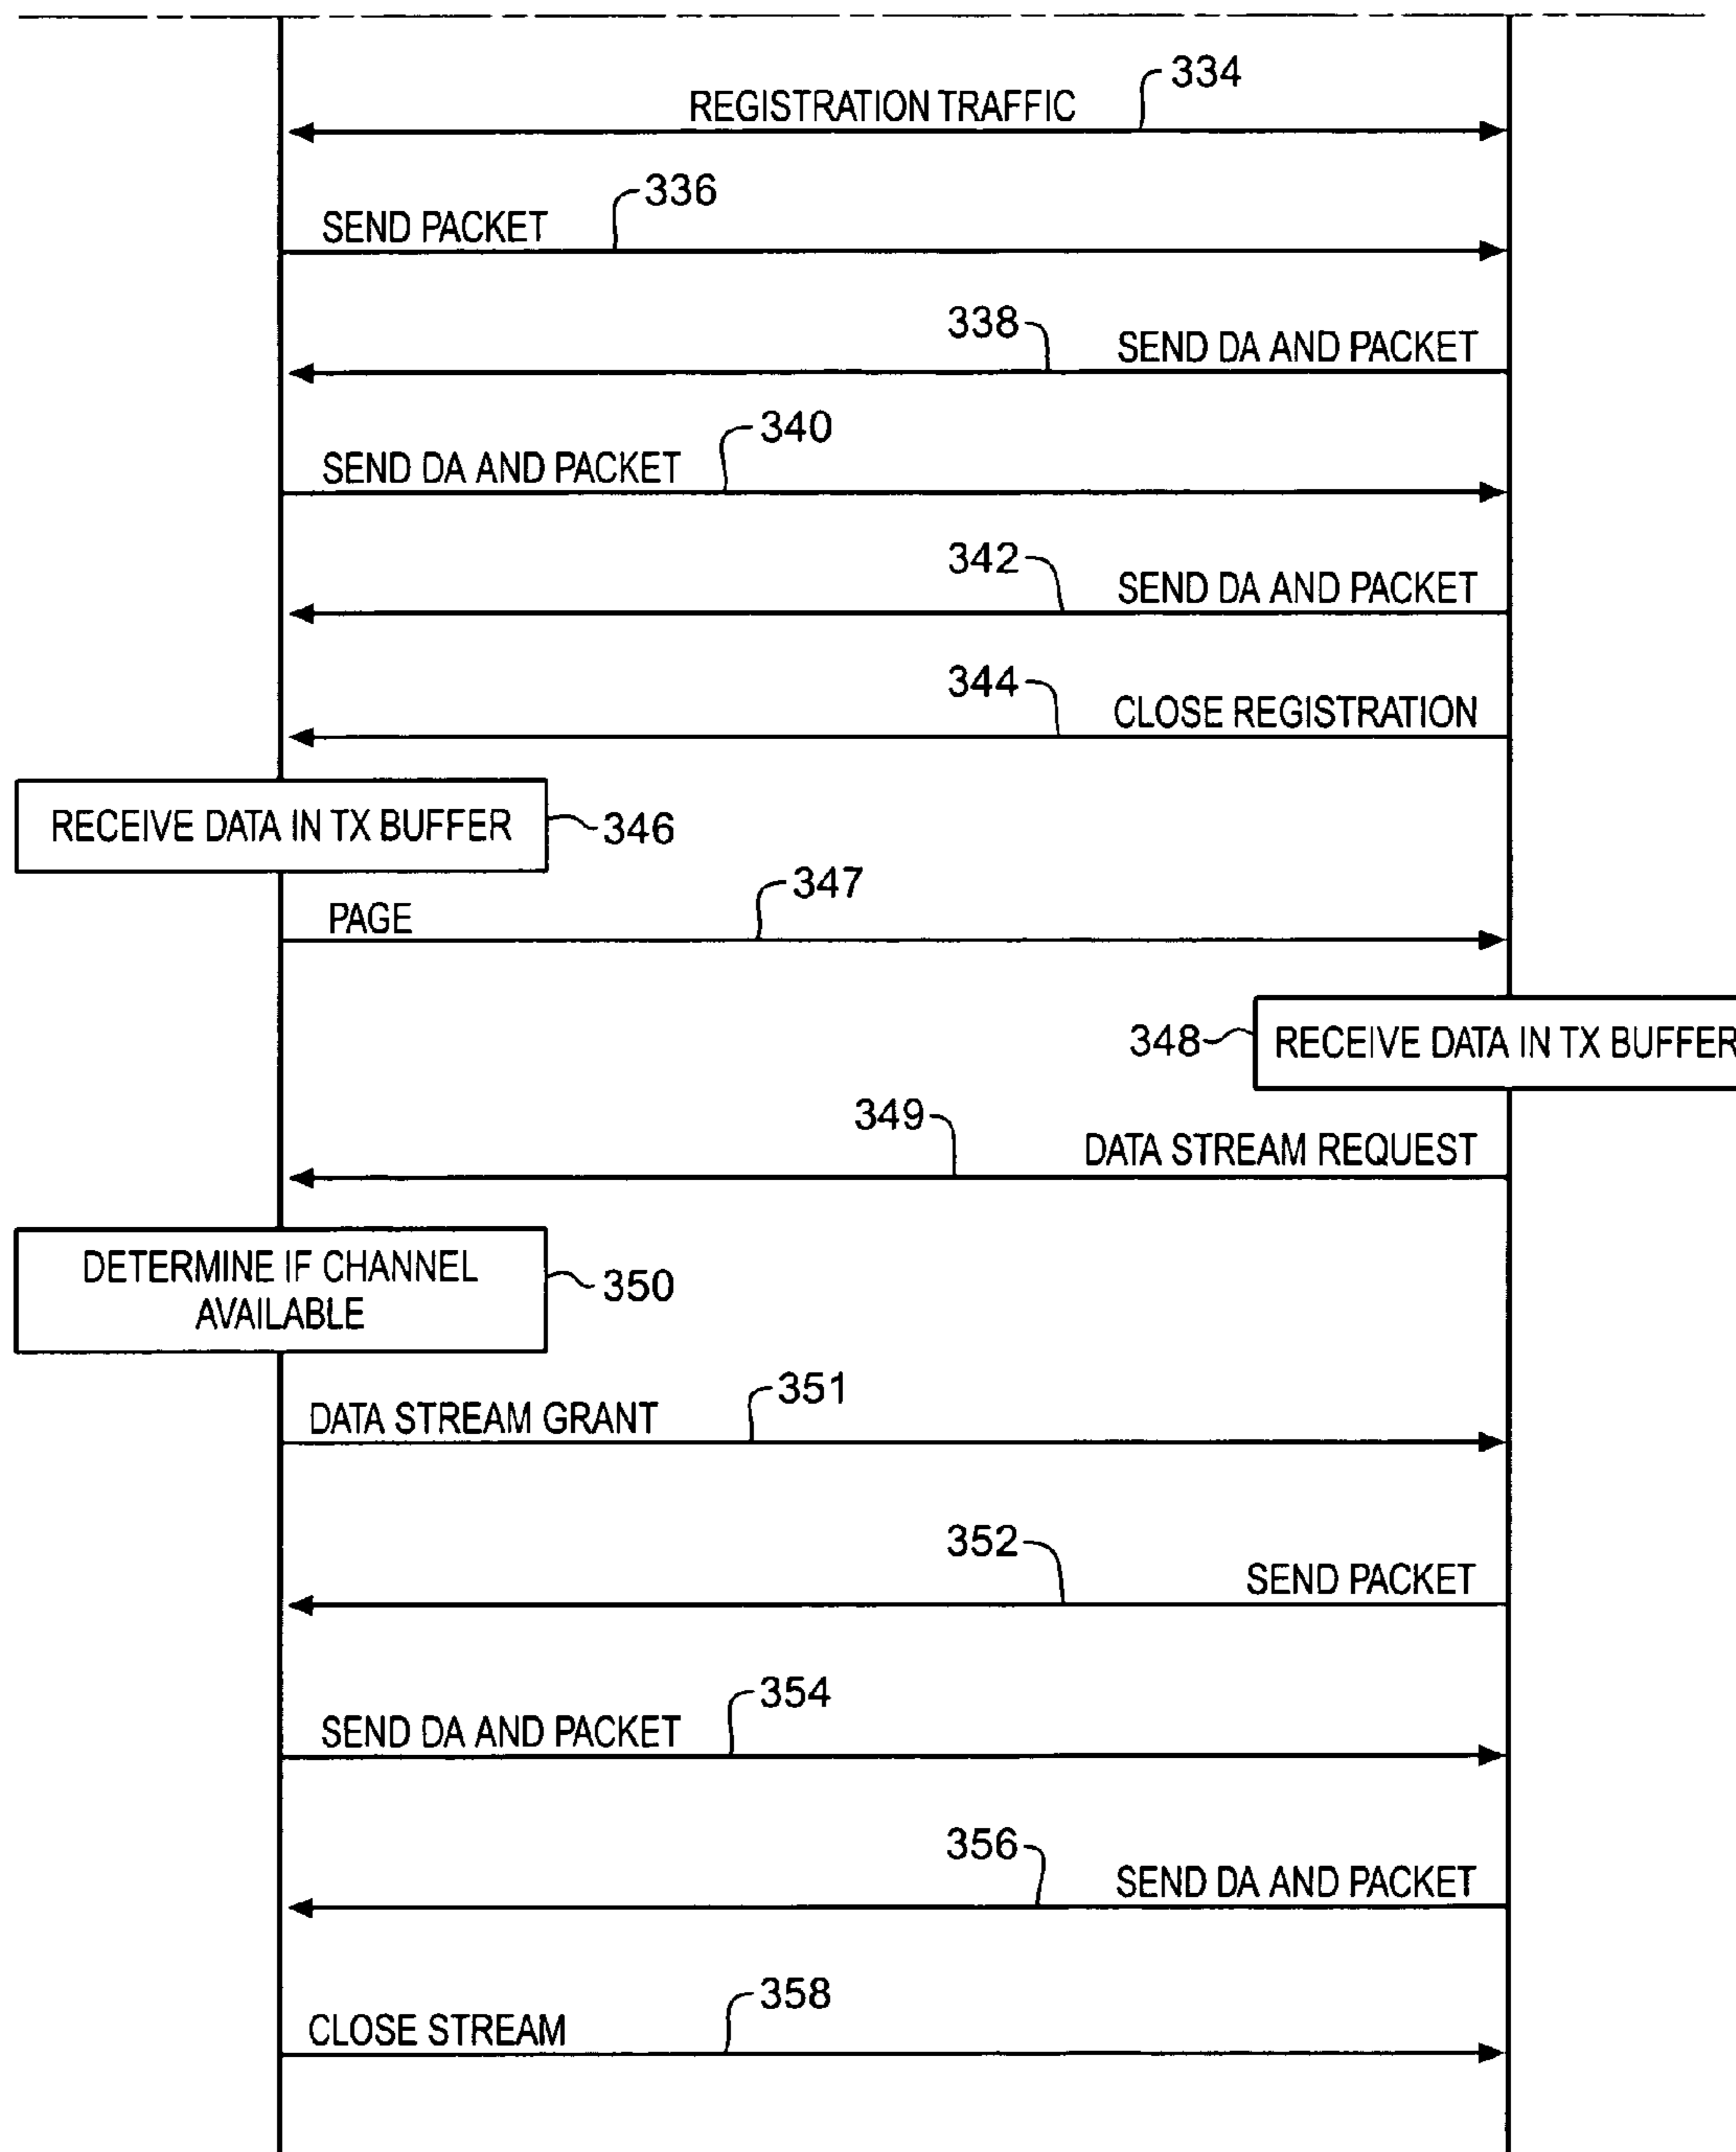 334
REGISTRATION TRAFFIC
336
SEND PACKET
338
SEND DA AND PACKET
340
SEND DA AND PACKET
342
SEND DA AND PACKET
344
CLOSE REGISTRATION
RECEIVE DATA IN TX BUFFER
346
347
PAGE
348
RECEIVE DATA IN TX BUFFER
349
DATA STREAM REQUEST
DETERMINE IF CHANNEL
AVAILABLE
350
351
DATA STREAM GRANT
352
SEND PACKET
354
SEND DA AND PACKET
356
SEND DA AND PACKET
358
CLOSE STREAM